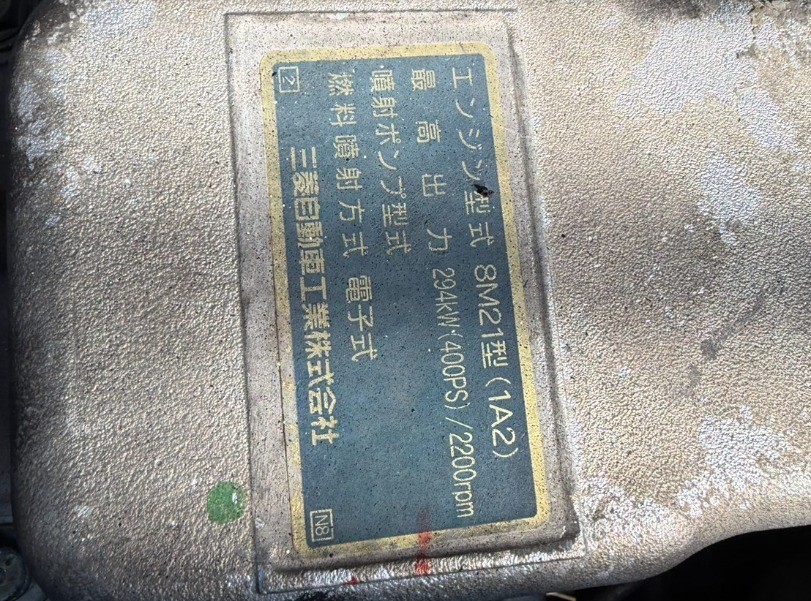 エンジン型式 8M21型(1A2)
最高出力 294kW(400PS)/2200rpm
噴射ポンプ型式
燃料噴射方式 電子式
三菱自動車工業株式会社
2 N8